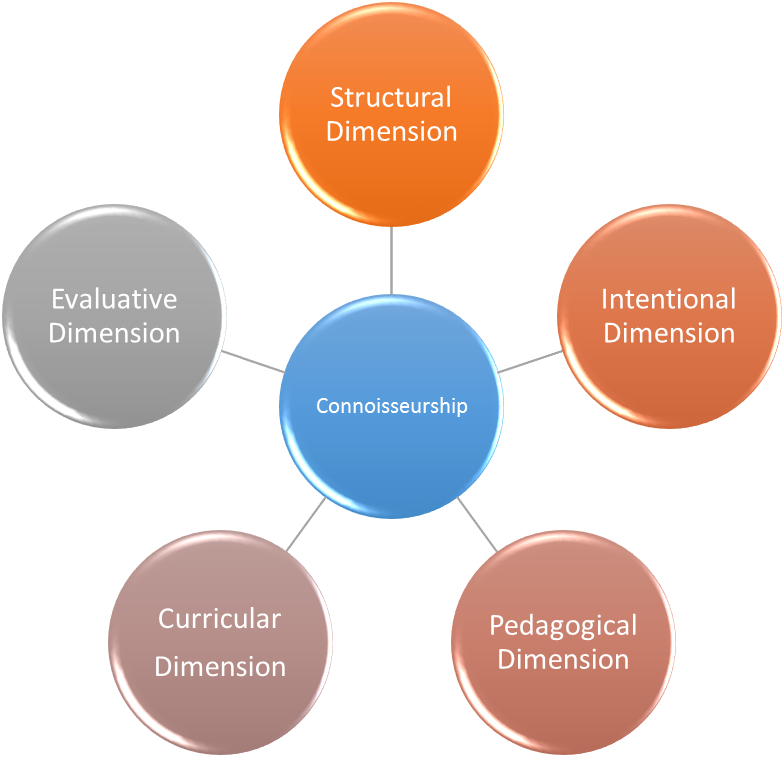 Structural
Dimension
Evaluative
Dimension
Intentional
Dimension
Connoisseurship
Curricular
Dimension
Pedagogical
Dimension